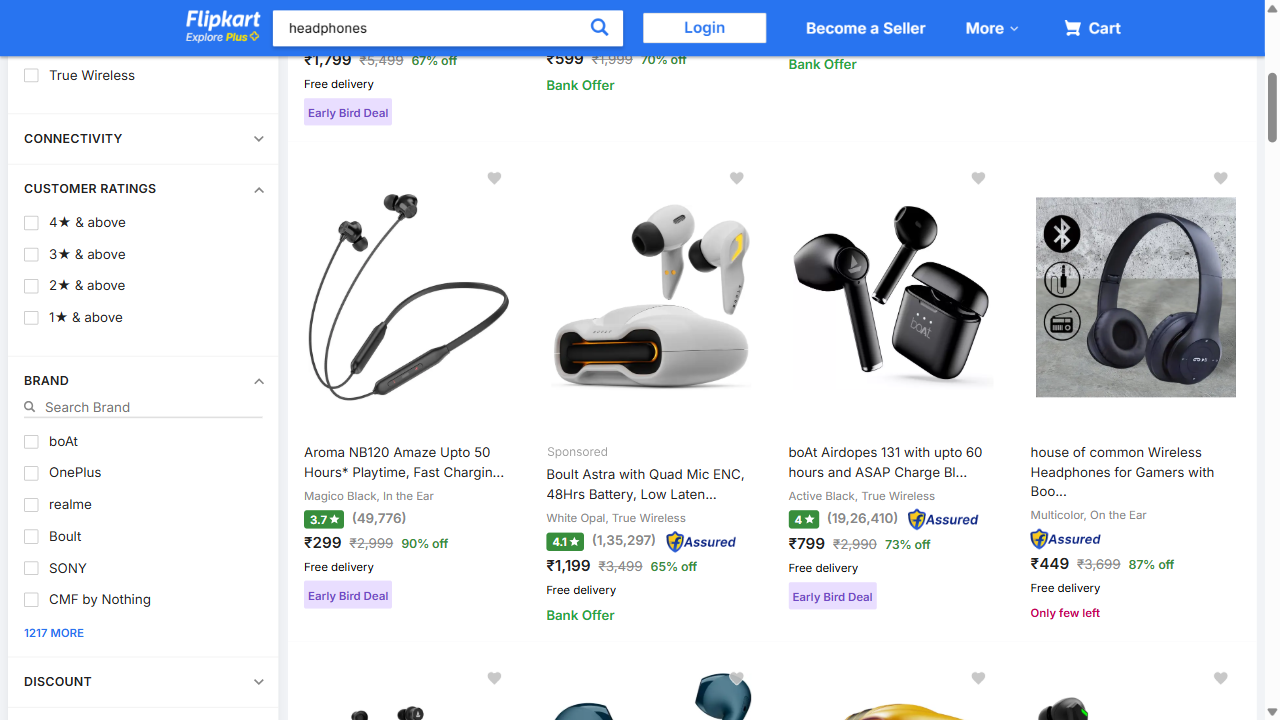 Flipkart
Explore Plus
headphones
Login
Become a Seller
More
Cart
True Wireless
CONNECTIVITY
CUSTOMER RATINGS
4★ & above
3★ & above
2★ & above
1★ & above
BRAND
Search Brand
boAt
OnePlus
realme
Boult
SONY
CMF by Nothing
1217 MORE
DISCOUNT
₹1,799 ₹5,499 67% off
Free delivery
Early Bird Deal
₹599 ₹1,999 70% off
Bank Offer
Bank Offer
Aroma NB120 Amaze Upto 50
Hours* Playtime, Fast Chargin...
Magico Black, In the Ear
3.7★ (49,776)
₹299 ₹2,999 90% off
Free delivery
Early Bird Deal
Sponsored
Boult Astra with Quad Mic ENC,
48Hrs Battery, Low Laten...
White Opal, True Wireless
4.1★ (1,35,297) Assured
₹1,199 ₹3,499 65% off
Free delivery
Bank Offer
boAt
boAt Airdopes 131 with upto 60
hours and ASAP Charge Bl...
Active Black, True Wireless
4★ (19,26,410) Assured
₹799 ₹2,990 73% off
Free delivery
Early Bird Deal
house of common Wireless
Headphones for Gamers with
Boo...
Multicolor, On the Ear
Assured
₹449 ₹3,699 87% off
Free delivery
Only few left